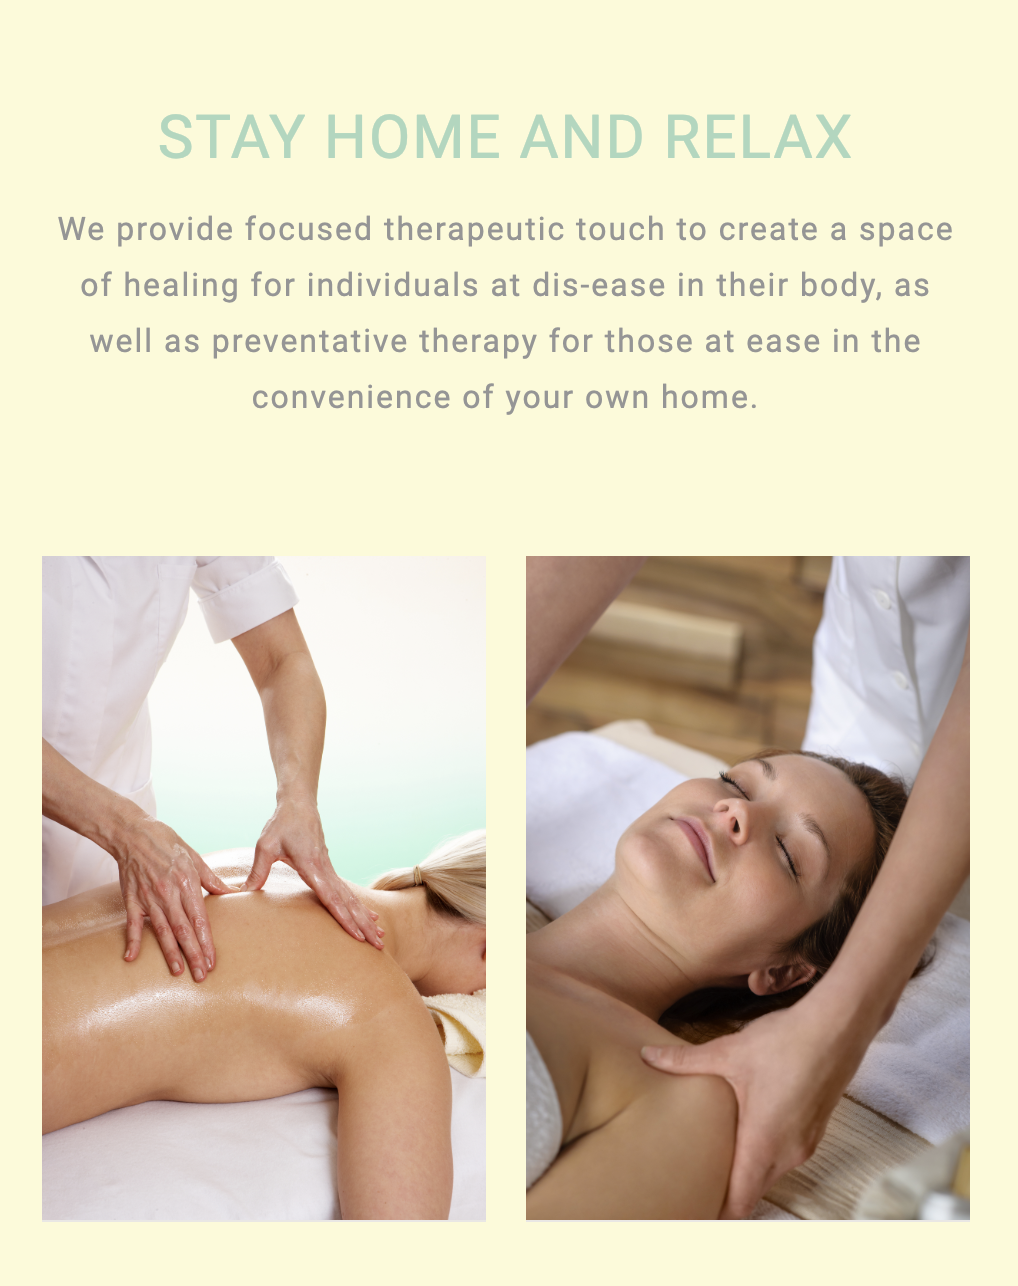 STAY HOME AND RELAX
We provide focused therapeutic touch to create a space
of healing for individuals at dis-ease in their body, as
well as preventative therapy for those at ease in the
convenience of your own home.